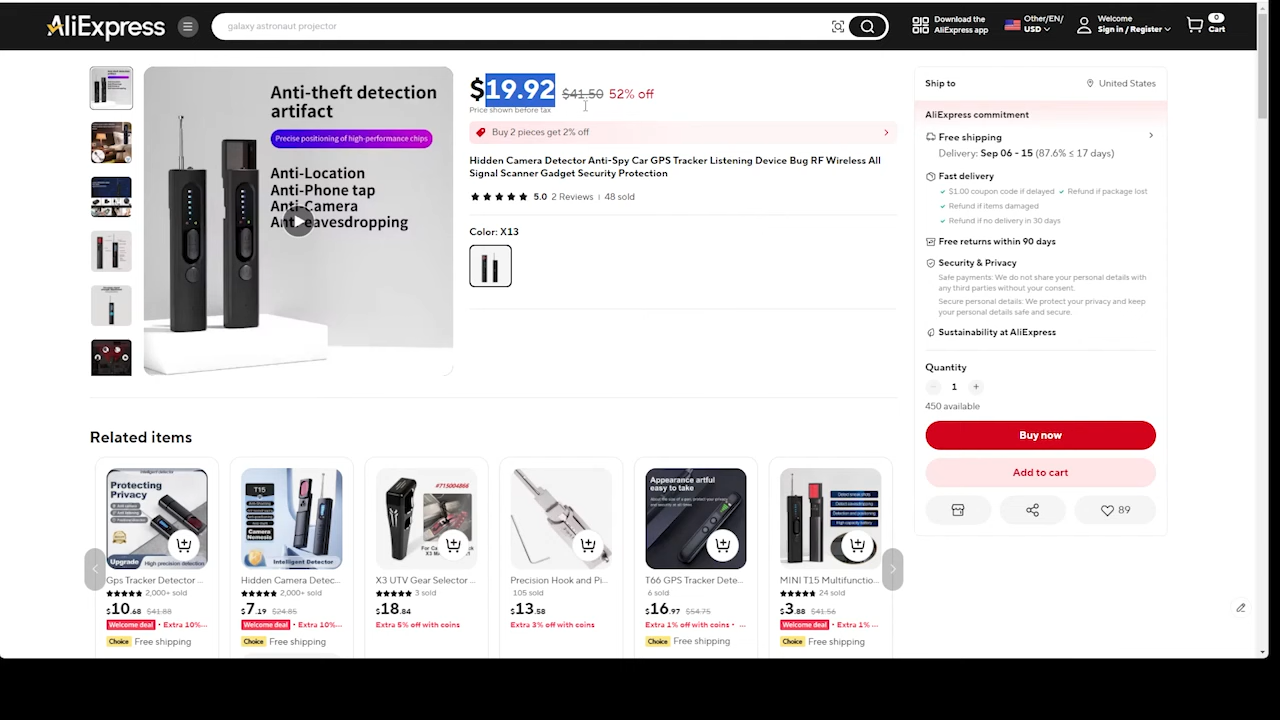 AliExpress
galaxy astronaut projector
Download the
AliExpress app
Other/EN/
USD
Welcome
Sign in / Register
0
Cart
Anti-theft detection
artifact
Precise positioning of high-performance chips
Anti-Location
Anti-Phone tap
Anti-Camera
Anti-eavesdropping
$19.92 $41.50 52% off
Price shown before tax
Buy 2 pieces get 2% off
Hidden Camera Detector Anti-Spy Car GPS Tracker Listening Device Bug RF Wireless All
Signal Scanner Gadget Security Protection
5.0 2 Reviews | 48 sold
Color: X13
Ship to
United States
AliExpress commitment
Free shipping
Delivery: Sep 06 - 15 (87.6% ≤ 17 days)
Fast delivery
$1.00 coupon code if delayed Refund if package lost
Refund if items damaged
Refund if no delivery in 30 days
Free returns within 90 days
Security & Privacy
Safe payments: We do not share your personal details with
any third parties without your consent.
Secure personal details: We protect your privacy and keep
your personal details safe and secure.
Sustainability at AliExpress
Quantity
1
450 available
Buy now
Add to cart
89
Related items
Protecting
Privacy
Upgrade High precision detection
Gps Tracker Detector ...
2,000+ sold
$10.68 $41.88
Welcome deal • Extra 10%...
Choice Free shipping
T15
Camera
Nemesis
Intelligent Detector
Hidden Camera Detec...
2,000+ sold
$7.19 $24.85
Welcome deal • Extra 10%...
Choice Free shipping
#715004866
X3 UTV Gear Selector ...
3 sold
$18.84
Extra 5% off with coins
Precision Hook and Pi...
105 sold
$13.58
Extra 3% off with coins
Appearance artful
easy to take
T66 GPS Tracker Dete...
6 sold
$16.97 $54.75
Extra 1% off with coins • ...
Choice Free shipping
MINI T15 Multifunctio...
24 sold
$3.88 $41.56
Welcome deal • Extra 1% ...
Choice Free shipping